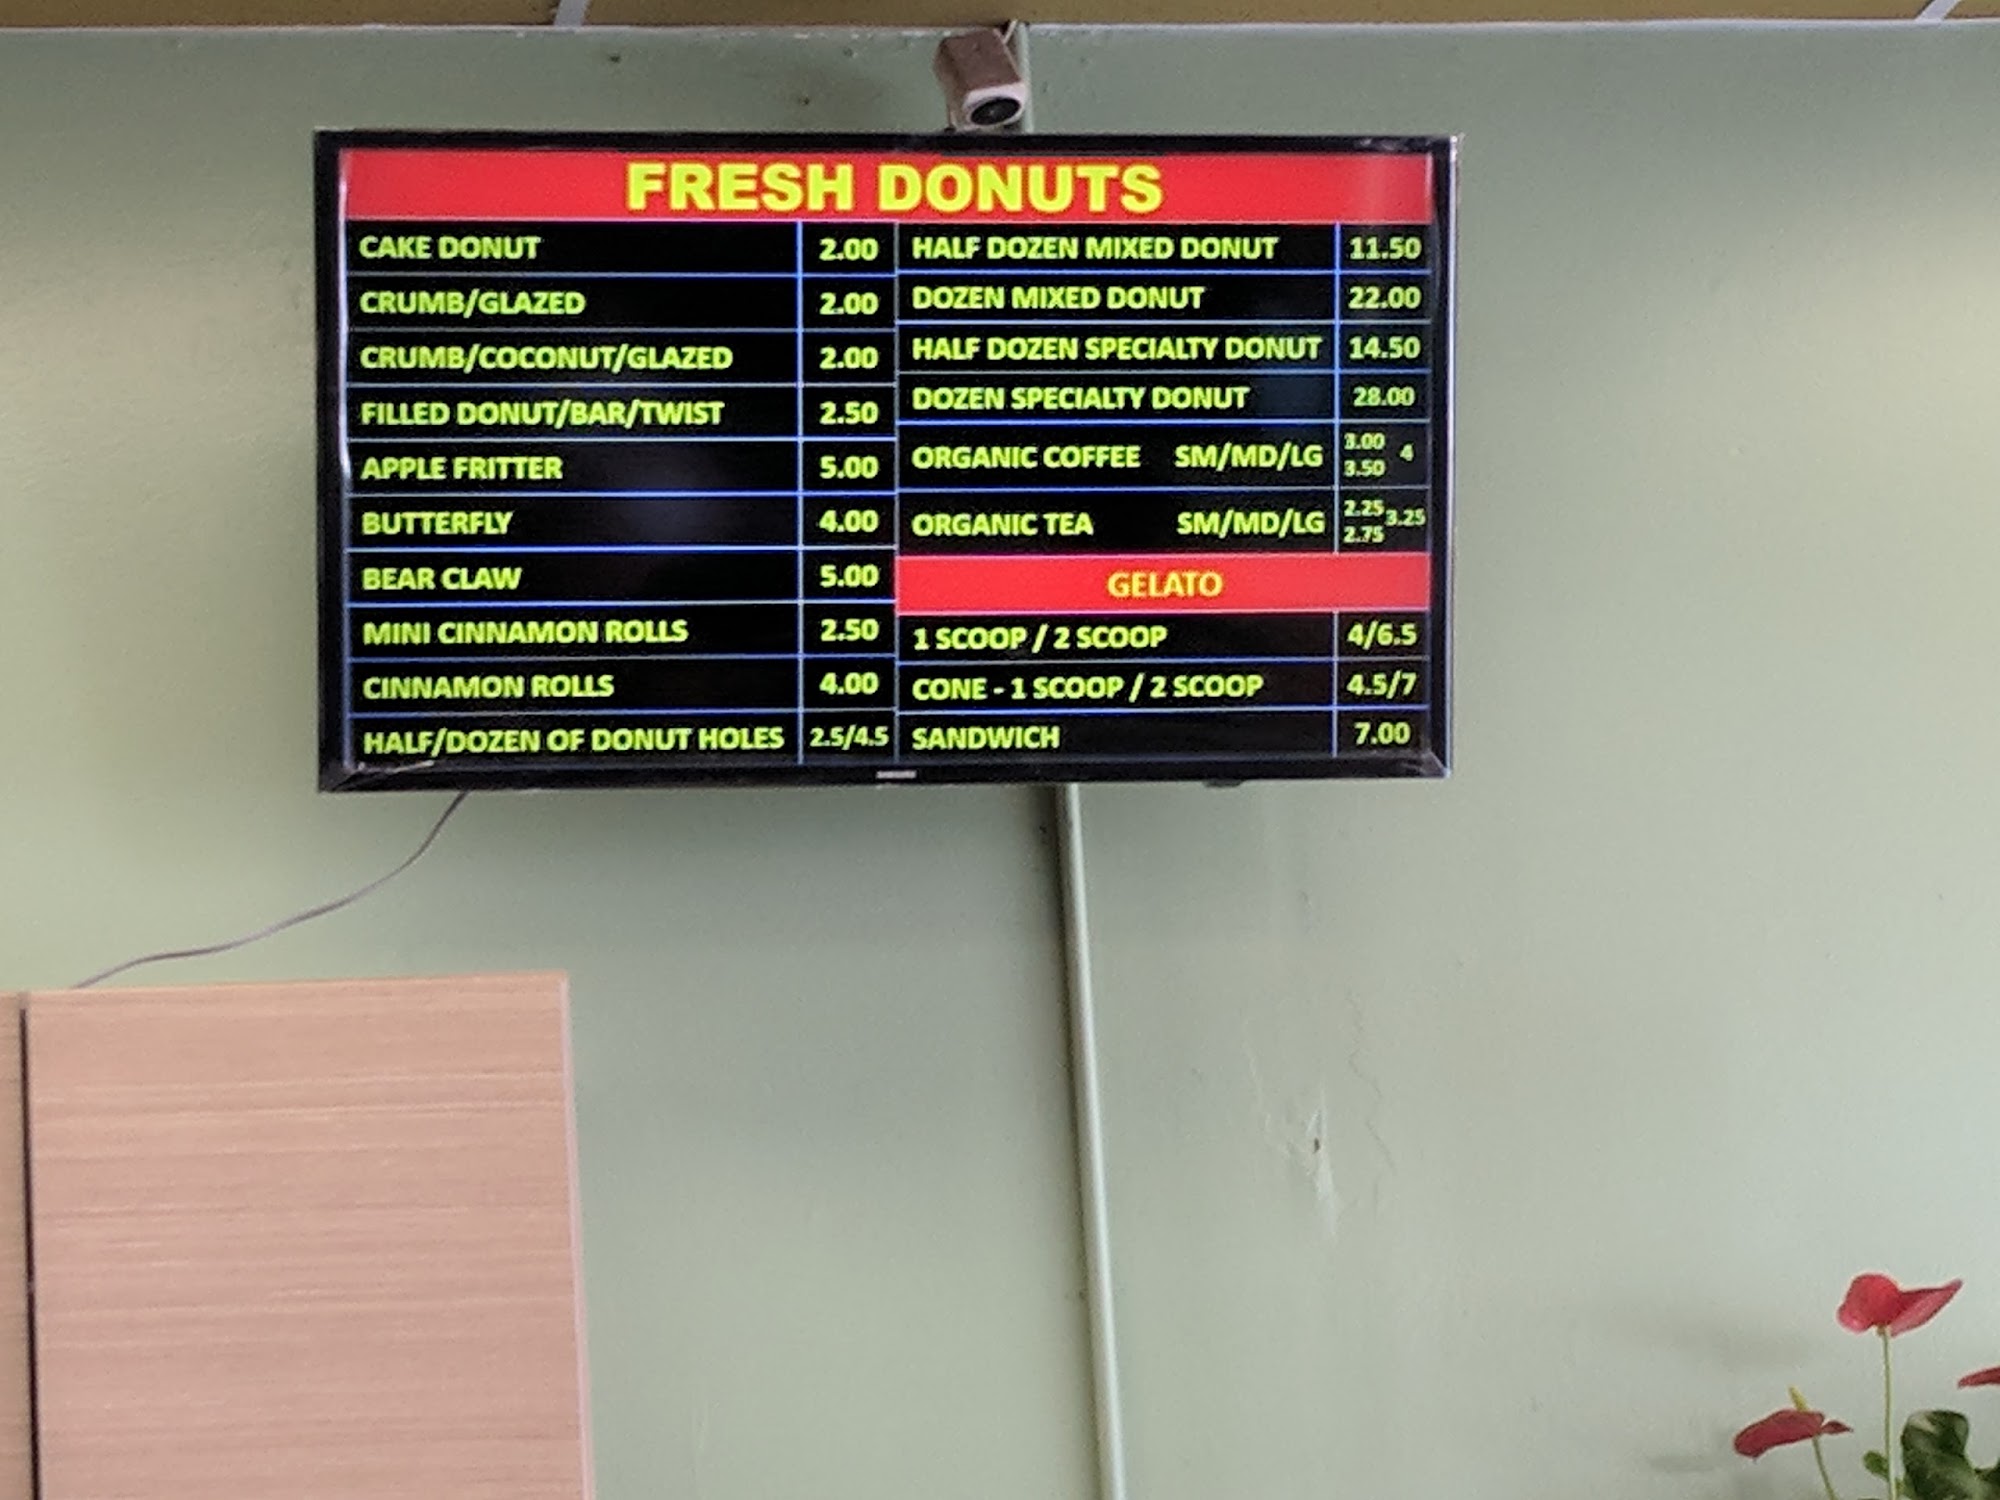 FRESH DONUTS
CAKE DONUT 2.00
CRUMB/GLAZED 2.00
CRUMB/COCONUT/GLAZED 2.00
FILLED DONUT/BAR/TWIST 2.50
APPLE FRITTER 5.00
BUTTERFLY 4.00
BEAR CLAW 5.00
MINI CINNAMON ROLLS 2.50
CINNAMON ROLLS 4.00
HALF/DOZEN OF DONUT HOLES 2.5/4.5
HALF DOZEN MIXED DONUT 11.50
DOZEN MIXED DONUT 22.00
HALF DOZEN SPECIALTY DONUT 14.50
DOZEN SPECIALTY DONUT 28.00
ORGANIC COFFEE SM/MD/LG 3.00 3.50 4
ORGANIC TEA SM/MD/LG 2.25 2.75 3.25
GELATO
1 SCOOP / 2 SCOOP 4/6.5
CONE - 1 SCOOP / 2 SCOOP 4.5/7
SANDWICH 7.00